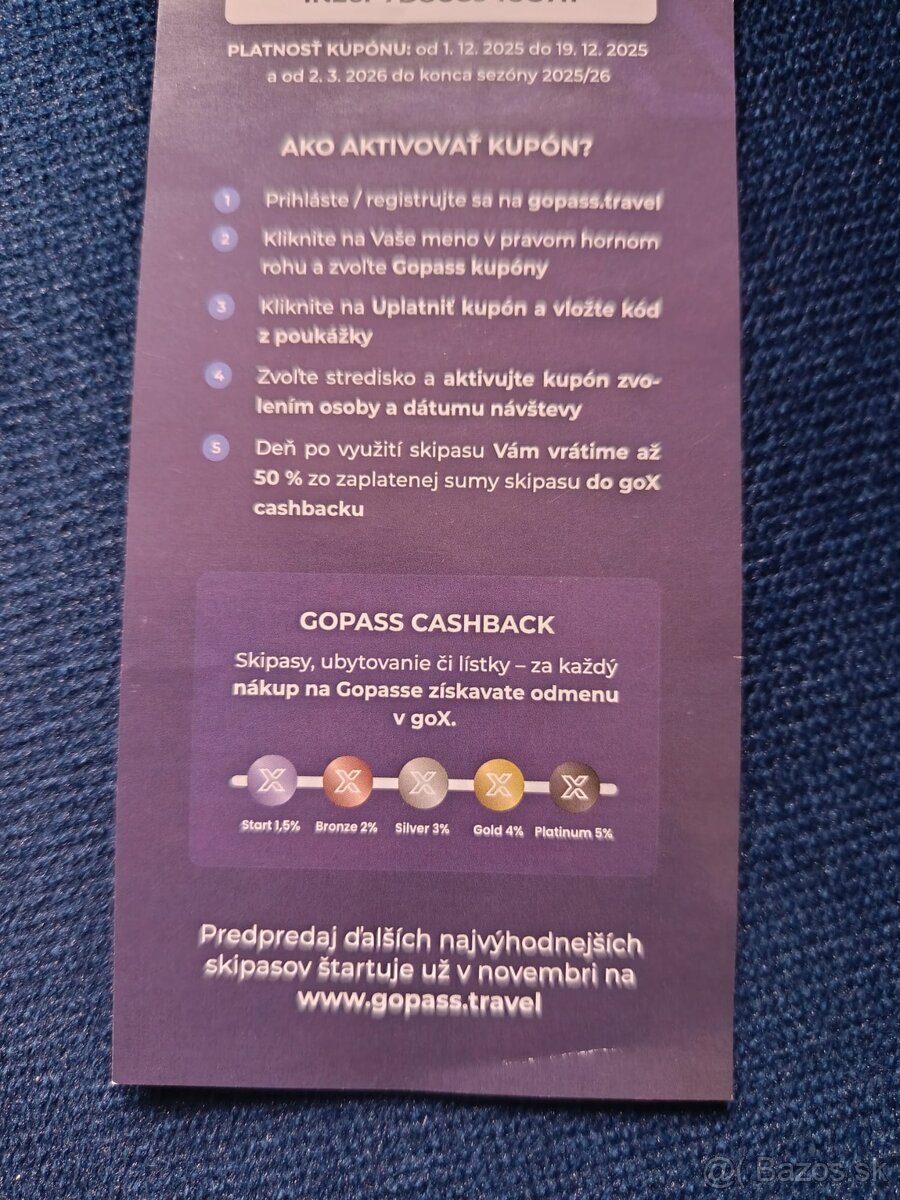 PLATNOSŤ KUPÓNU: od 1. 12. 2025 do 19. 12. 2025
a od 2. 3. 2026 do konca sezóny 2025/26
AKO AKTIVOVAŤ KUPÓN?
1 Prihláste / registrujte sa na gopass.travel
2 Kliknite na Vaše meno v pravom hornom
rohu a zvoľte Gopass kupóny
3 Kliknite na Uplatniť kupón a vložte kód
z poukážky
4 Zvoľte stredisko a aktivujte kupón zvo-
lením osoby a dátumu návštevy
5 Deň po využití skipasu Vám vrátime až
50 % zo zaplatenej sumy skipasu do goX
cashbacku
GOPASS CASHBACK
Skipasy, ubytovanie či lístky – za každý
nákup na Gopasse získavate odmenu
v goX.
X X X X X
Start 1,5% Bronze 2% Silver 3% Gold 4% Platinum 5%
Predpredaj ďalších najvýhodnejších
skipasov štartuje už v novembri na
www.gopass.travel
Bazos.sk